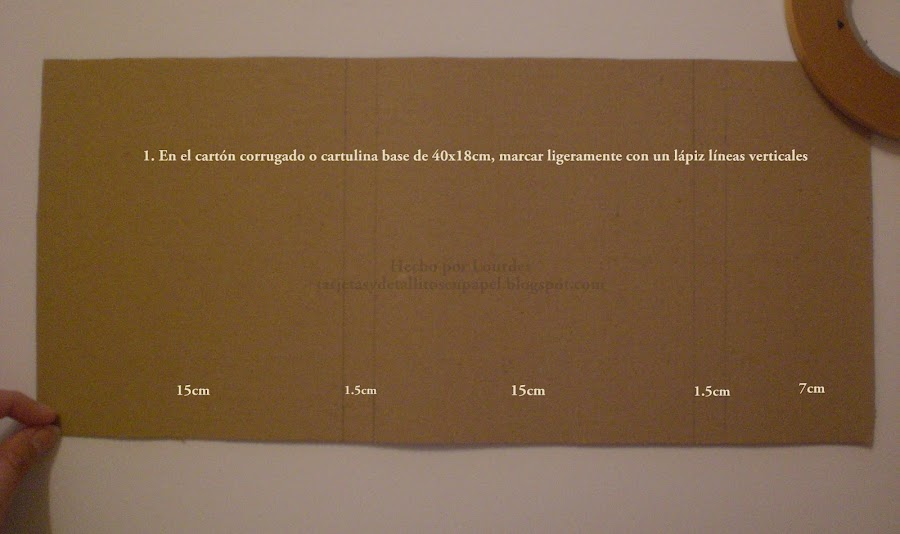 1. En el cartón corrugado o cartulina base de 40x18cm, marcar ligeramente con un lápiz líneas verticales
Hecho por Lourdes
tarjetasydetallitosenpapel.blogspot.com
15cm 1.5cm 15cm 1.5cm 7cm